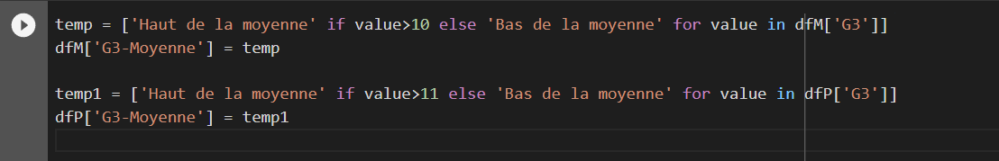 temp = ['Haut de la moyenne' if value>10 else 'Bas de la moyenne' for value in dfM['G3']]
dfM['G3-Moyenne'] = temp
temp1 = ['Haut de la moyenne' if value>11 else 'Bas de la moyenne' for value in dfP['G3']]
dfP['G3-Moyenne'] = temp1